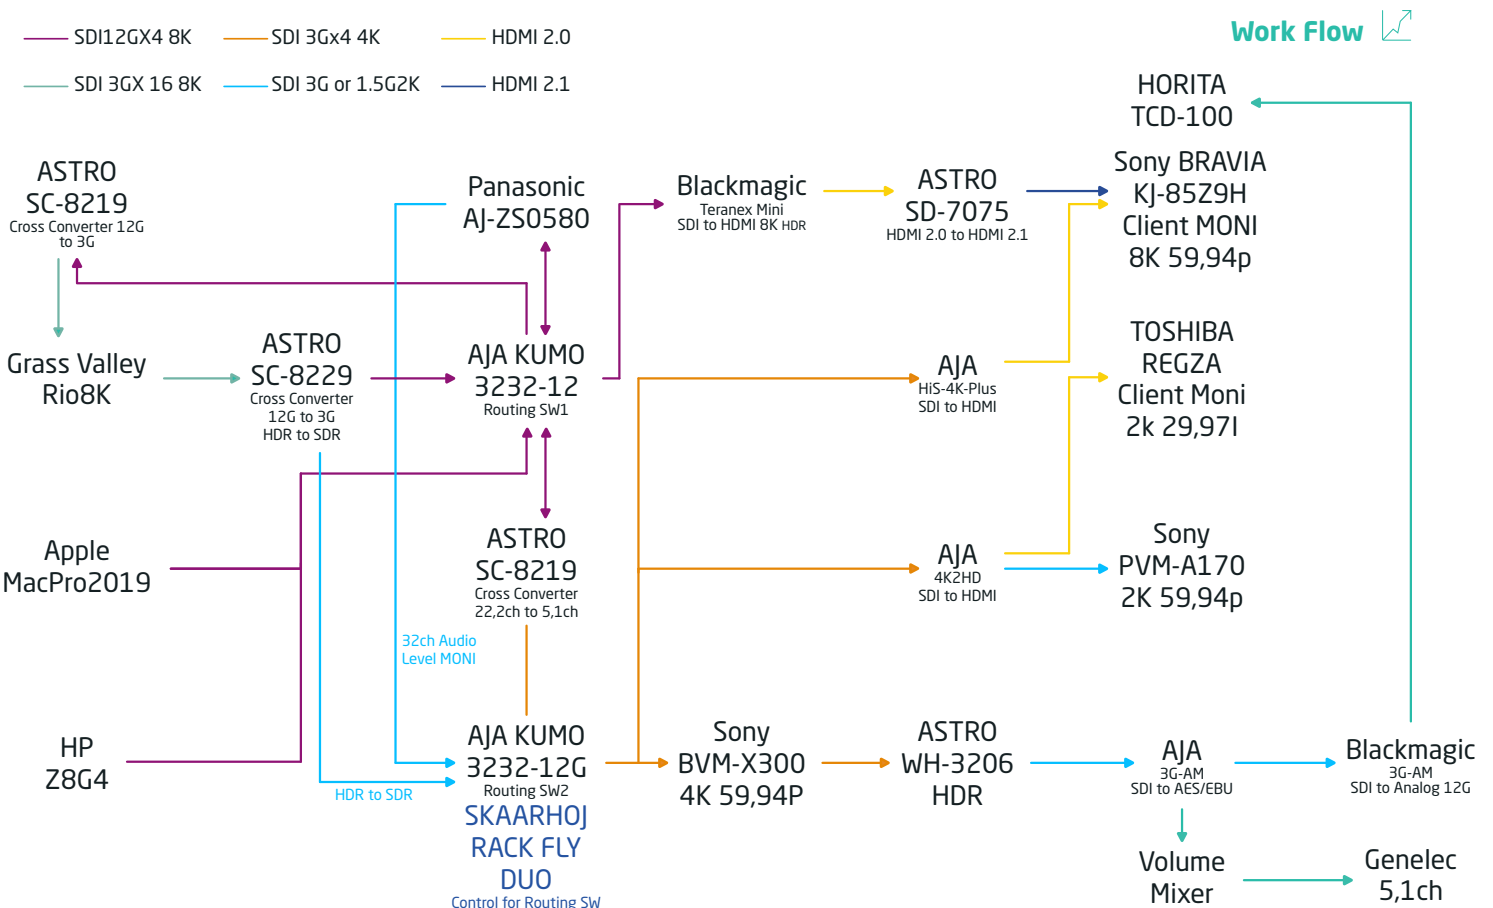 SDI12GX4 8K
SDI 3Gx4 4K
HDMI 2.0
Work Flow
SDI 3GX 16 8K
SDI 3G or 1.5G2K
HDMI 2.1
HORITA
TCD-100
ASTRO
SC-8219
Cross Converter 12G
to 3G
Panasonic
AJ-ZS0580
Blackmagic
Teranex Mini
SDI to HDMI 8K HDR
ASTRO
SD-7075
HDMI 2.0 to HDMI 2.1
Sony BRAVIA
KJ-85Z9H
Client MONI
8K 59,94p
Grass Valley
Rio8K
ASTRO
SC-8229
Cross Converter
12G to 3G
HDR to SDR
AJA KUMO
3232-12
Routing SW1
AJA
HiS-4K-Plus
SDI to HDMI
TOSHIBA
REGZA
Client Moni
2k 29,97I
Apple
MacPro2019
ASTRO
SC-8219
Cross Converter
22,2ch to 5,1ch
AJA
4K2HD
SDI to HDMI
Sony
PVM-A170
2K 59,94p
32ch Audio
Level MONI
HP
Z8G4
HDR to SDR
AJA KUMO
3232-12G
Routing SW2
SKAARHOJ
RACK FLY
DUO
Control for Routing SW
Sony
BVM-X300
4K 59,94P
ASTRO
WH-3206
HDR
AJA
3G-AM
SDI to AES/EBU
Blackmagic
3G-AM
SDI to Analog 12G
Volume
Mixer
Genelec
5,1ch